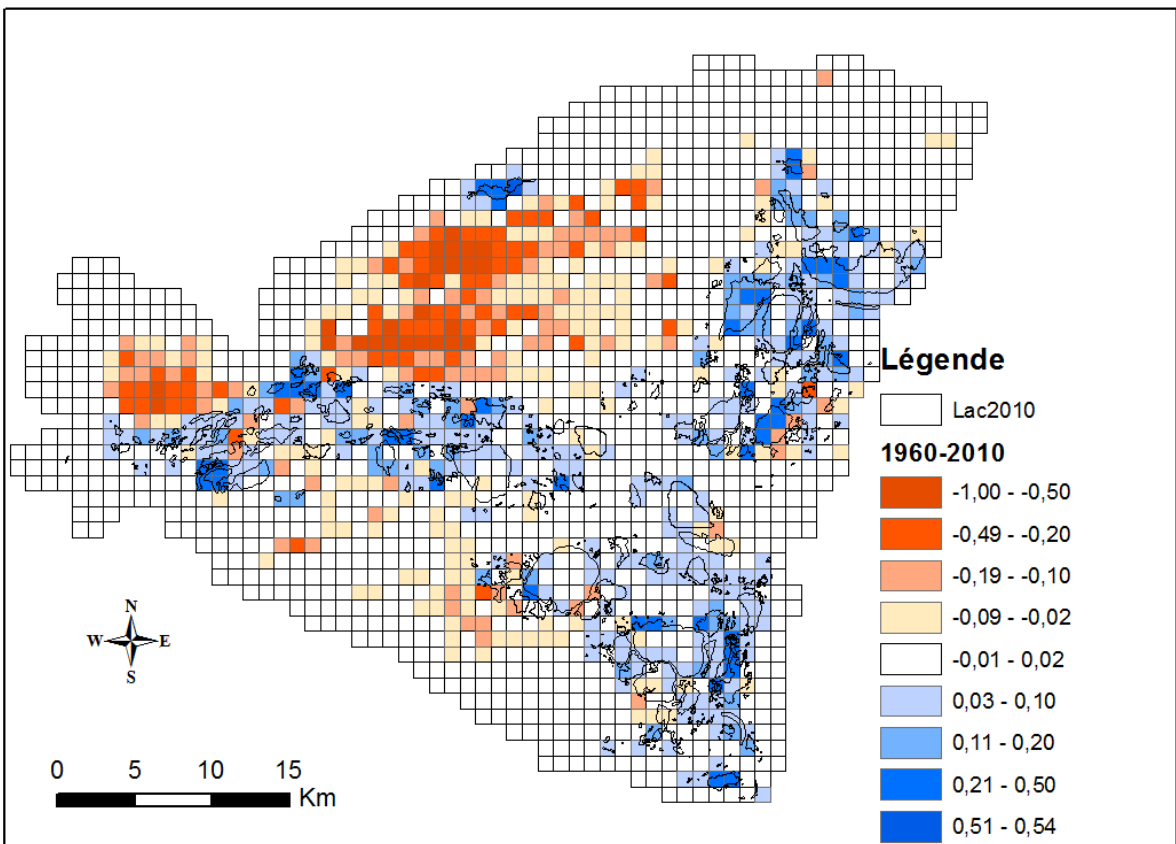 Légende
Lac2010
1960-2010
-1,00 - -0,50
-0,49 - -0,20
-0,19 - -0,10
-0,09 - -0,02
-0,01 - 0,02
0,03 - 0,10
0,11 - 0,20
0,21 - 0,50
0,51 - 0,54
N
W E
S
0 5 10 15
Km